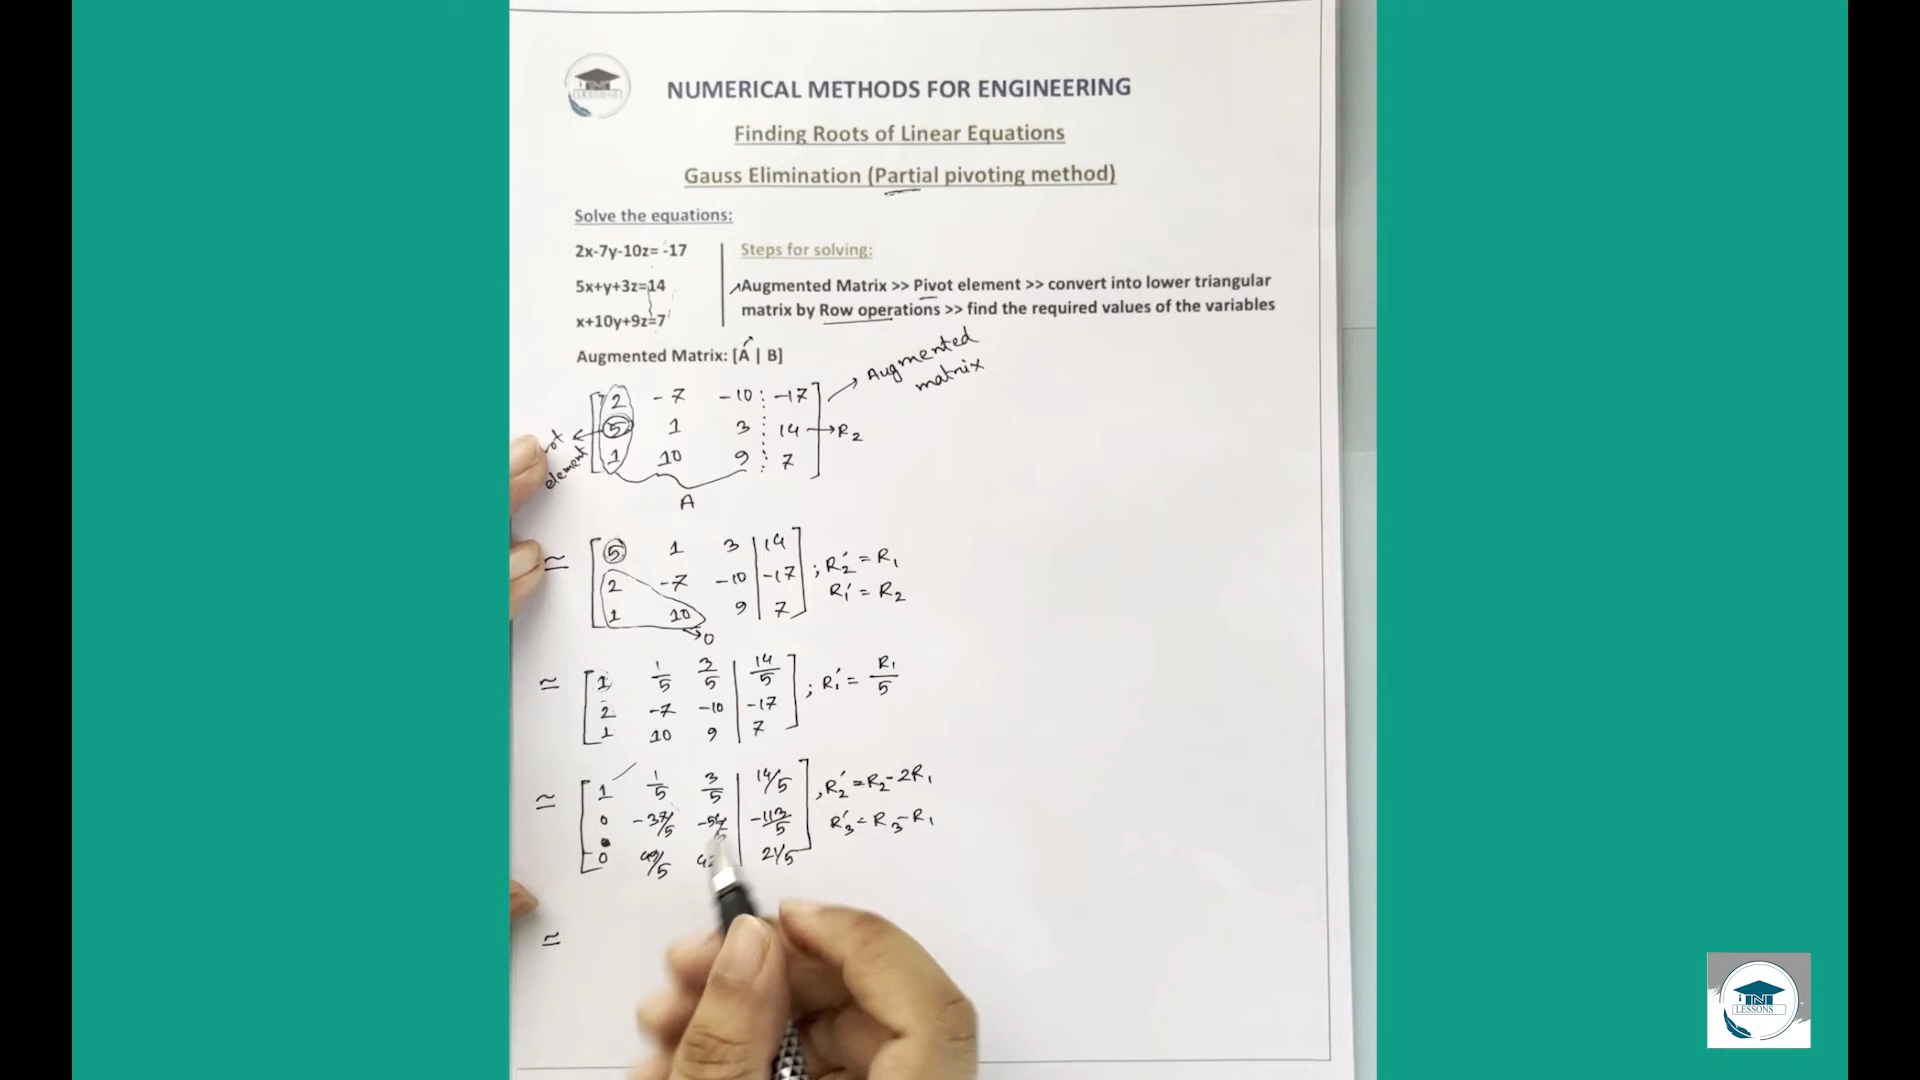 NUMERICAL METHODS FOR ENGINEERING
Finding Roots of Linear Equations
Gauss Elimination (Partial pivoting method)
Solve the equations:
2x-7y-10z= -17
5x+y+3z=14
x+10y+9z=7
Steps for solving:
Augmented Matrix >> Pivot element >> convert into lower triangular
matrix by Row operations >> find the required values of the variables
Augmented Matrix: [A | B]
Augmented
matrix
2 -7 -10 -17
5 1 3 14 → R2
1 10 9 7
element
A
≃ 5 1 3 14
2 -7 -10 -17 ; R2' = R1
1 10 9 7 R1' = R2
→ 0
≃ 1 1/5 3/5 14/5 ; R1' = R1/5
2 -7 -10 -17
1 10 9 7
≃ 1 1/5 3/5 14/5 , R2' = R2-2R1
0 -37/5 -56/5 -113/5 R3' = R3-R1
0 49/5 21/5
≃
LESSONS